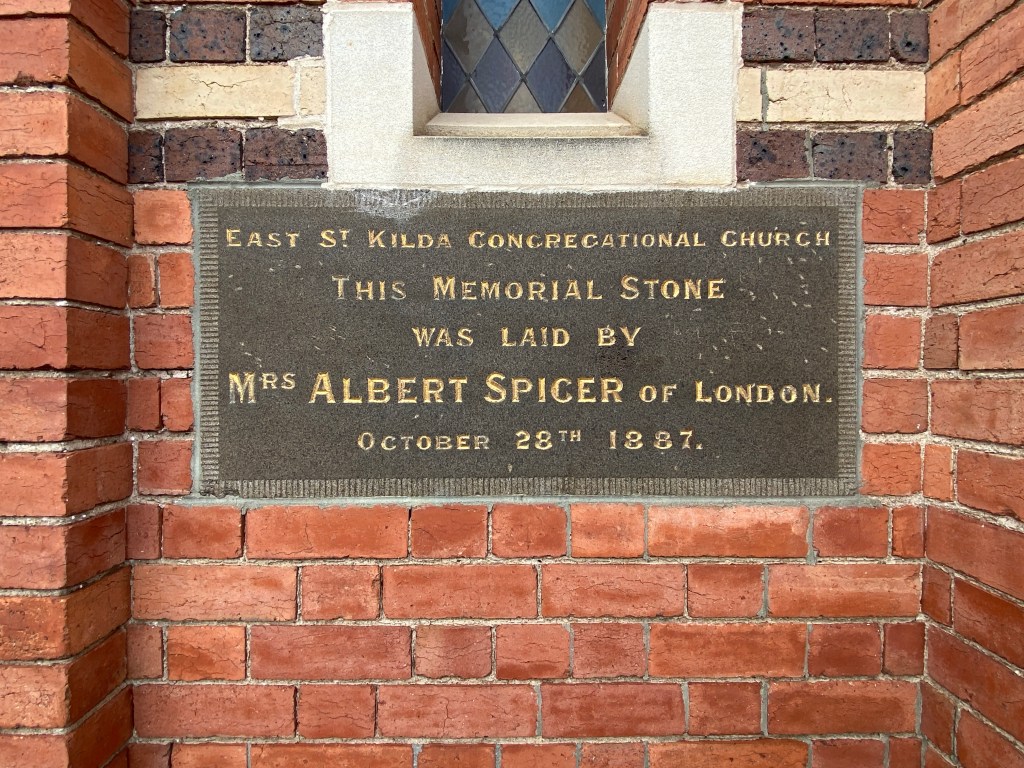 EAST ST KILDA CONGREGATIONAL CHURCH
THIS MEMORIAL STONE
WAS LAID BY
MRS ALBERT SPICER OF LONDON.
OCTOBER 28TH 1887.